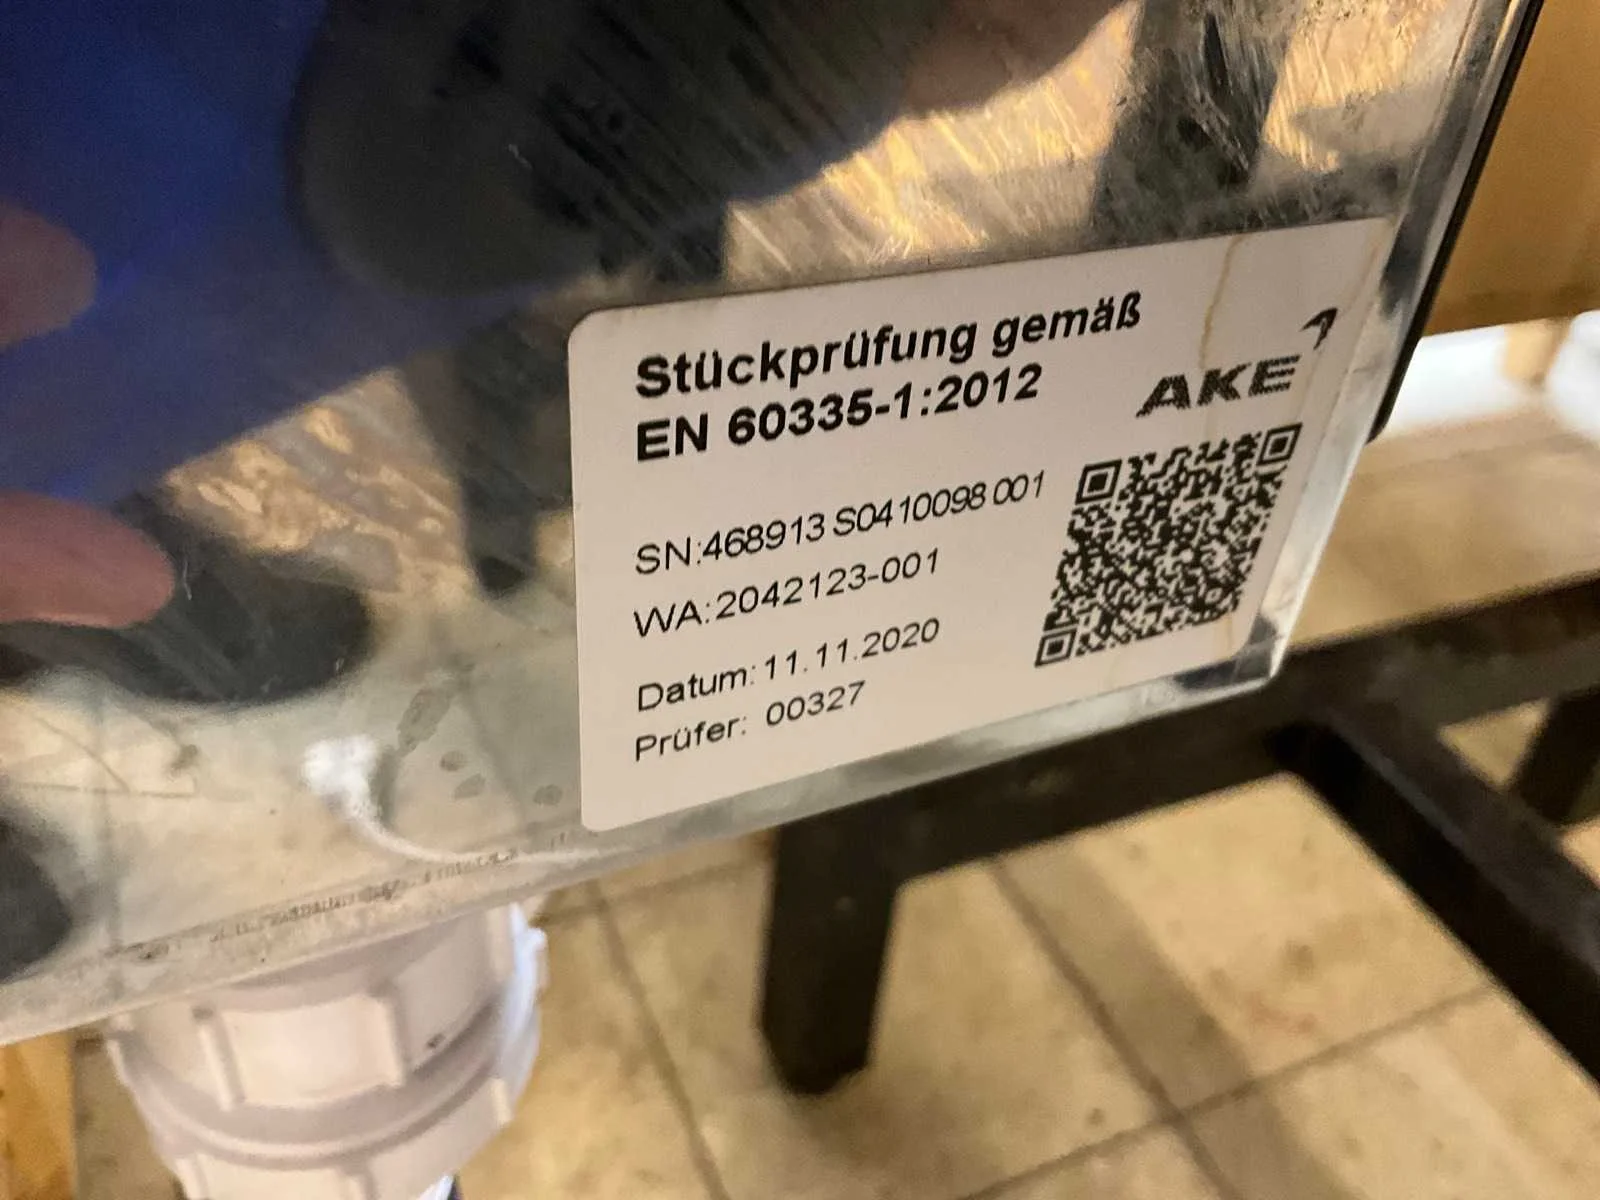 Stückprüfung gemäß
EN 60335-1:2012
AKE
SN:468913 S0410098 001
WA:2042123-001
Datum: 11.11.2020
Prüfer: 00327